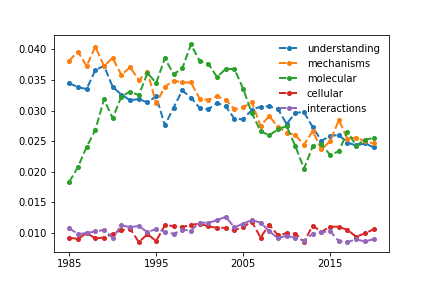 0.040
0.035
0.030
0.025
0.020
0.015
0.010
1985
1995
2005
2015
understanding
mechanisms
molecular
cellular
interactions